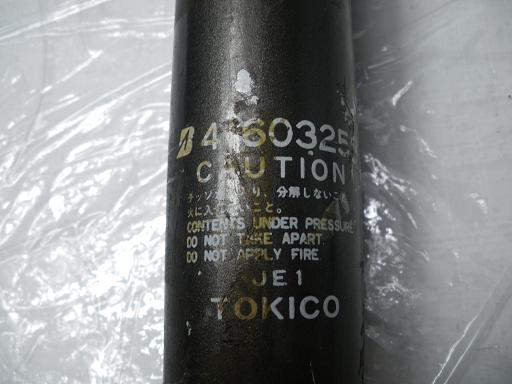 4 60325
CAUTION
チッソ り、分解しないこ
火に入 こと。
CONTENTS UNDER PRESSURE
DO NOT TAKE APART
DO NOT APPLY FIRE
JE1
TOKICO